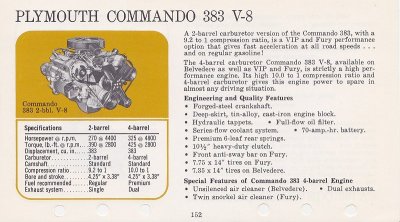 PLYMOUTH COMMANDO 383 V-8
Commando
383 2-bbl. V-8
Specifications 2-barrel 4-barrel
Horsepower @ r.p.m. 270 @ 4400 325 @ 4800
Torque, lbs.-ft. @ r.p.m. 390 @ 2800 425 @ 2800
Displacement, cu. in. 383 383
Carburetor 2-barrel 4-barrel
Camshaft Standard Standard
Compression ratio 9.2 to 1 10.0 to 1
Bore and stroke 4.25" x 3.38" 4.25" x 3.38"
Fuel recommended Regular Premium
Exhaust system Single Dual
A 2-barrel carburetor version of the Commando 383, with a
9.2 to 1 compression ratio, is a VIP and Fury performance
option that gives fast acceleration at all road speeds . . .
and on regular gasoline!
The 4-barrel carburetor Commando 383 V-8, available on
Belvedere as well as VIP and Fury, is strictly a high per-
formance engine. Its high 10.0 to 1 compression ratio and
4-barrel carburetor gives this engine power to spare in
almost any driving situation.
Engineering and Quality Features
• Forged-steel crankshaft.
• Deep-skirt, tin-alloy, cast-iron engine block.
• Hydraulic tappets. • Full-flow oil filter.
• Series-flow coolant system. • 70-amp.-hr. battery.
• Premium 6-leaf rear springs.
• 10½" heavy-duty clutch.
• Front anti-sway bar on Fury.
• 7.75 x 14" tires on Fury.
• 7.35 x 14" tires on Belvedere.
Special Features of Commando 383 4-barrel Engine
• Unsilenced air cleaner (Belvedere). • Dual exhausts.
• Twin snorkel air cleaner (Fury).
152